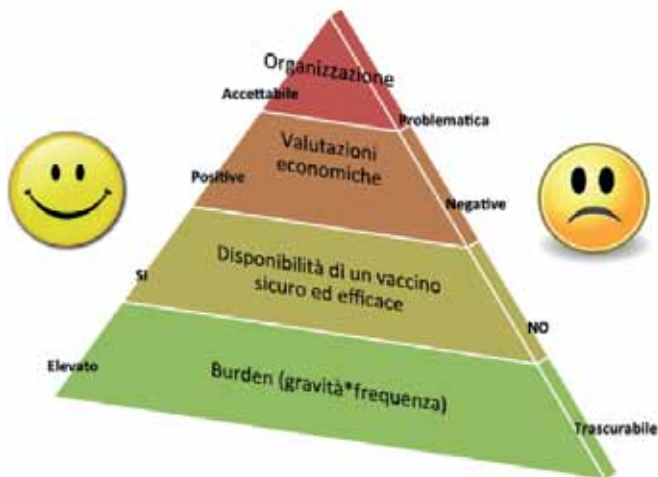 Organizzazione
Accettabile
Problematica
Valutazioni
economiche
Positive
Negative
Disponibilità di un vaccino
sicuro ed efficace
SI
NO
Elevato
Burden (gravità*frequenza)
Trascurabile